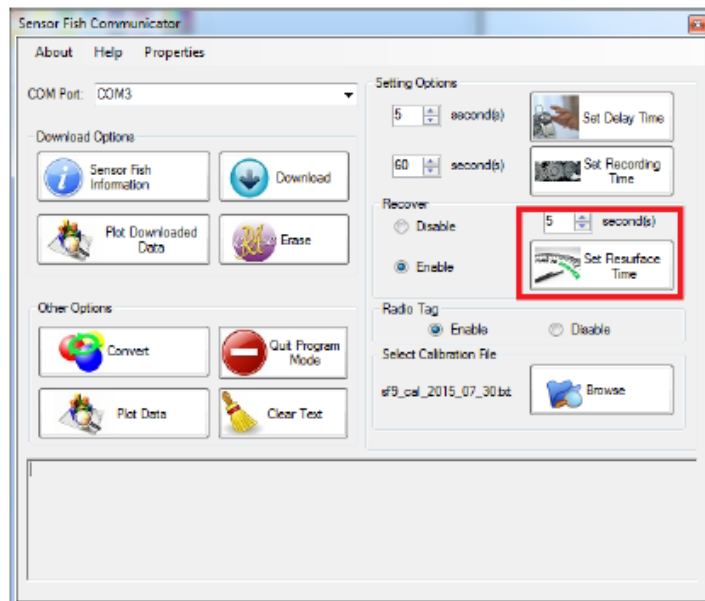 Sensor Fish Communicator
About Help Properties
COM Port: COM3
Download Options
Sensor Fish
Information
Download
Plot Downloaded
Data
Erase
Other Options
Convert
Quit Program
Mode
Plot Data
Clear Text
Setting Options
5 second(s)
Set Delay Time
60 second(s)
Set Recording
Time
Recover
Disable
Enable
5 second(s)
Set Resurface
Time
Radio Tag
Enable Disable
Select Calibration File
sf9_cal_2015_07_30.txt
Browse